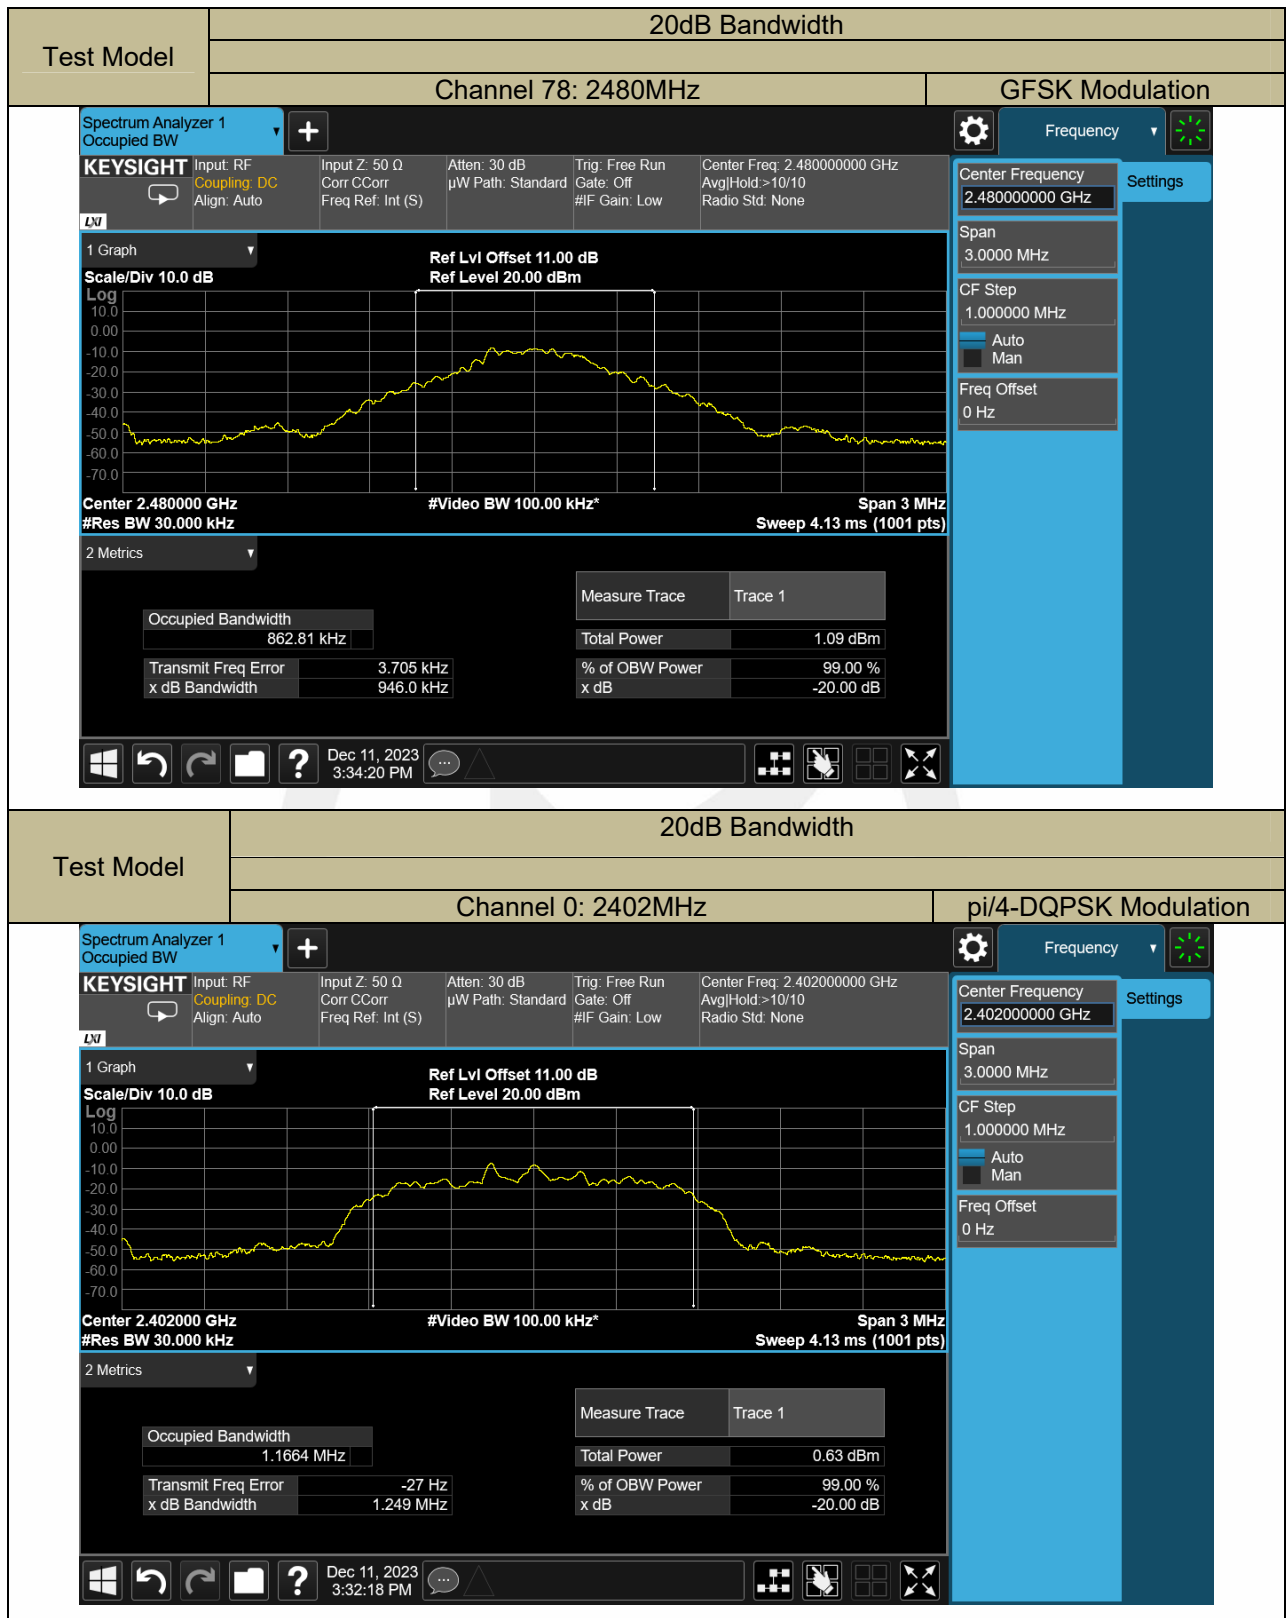 Test Model
20dB Bandwidth
Channel 78: 2480MHz
GFSK Modulation
Spectrum Analyzer 1
Occupied BW
Frequency
KEYSIGHT
LXI
Input: RF
Coupling: DC
Align: Auto
Input Z: 50 Ω
Corr CCorr
Freq Ref: Int (S)
Atten: 30 dB
µW Path: Standard
Trig: Free Run
Gate: Off
#IF Gain: Low
Center Freq: 2.480000000 GHz
Avg|Hold:>10/10
Radio Std: None
Center Frequency
2.480000000 GHz
Settings
Span
3.0000 MHz
CF Step
1.000000 MHz
Auto
Man
Freq Offset
0 Hz
1 Graph
Scale/Div 10.0 dB
Ref Lvl Offset 11.00 dB
Ref Level 20.00 dBm
Log
10.0
0.00
-10.0
-20.0
-30.0
-40.0
-50.0
-60.0
-70.0
Center 2.480000 GHz
#Video BW 100.00 kHz*
Span 3 MHz
#Res BW 30.000 kHz
Sweep 4.13 ms (1001 pts)
2 Metrics
Measure Trace
Trace 1
Occupied Bandwidth
862.81 kHz
Total Power
1.09 dBm
Transmit Freq Error
3.705 kHz
% of OBW Power
99.00 %
x dB Bandwidth
946.0 kHz
x dB
-20.00 dB
?
Dec 11, 2023
3:34:20 PM
Test Model
20dB Bandwidth
Channel 0: 2402MHz
pi/4-DQPSK Modulation
Spectrum Analyzer 1
Occupied BW
Frequency
KEYSIGHT
LXI
Input: RF
Coupling: DC
Align: Auto
Input Z: 50 Ω
Corr CCorr
Freq Ref: Int (S)
Atten: 30 dB
µW Path: Standard
Trig: Free Run
Gate: Off
#IF Gain: Low
Center Freq: 2.402000000 GHz
Avg|Hold:>10/10
Radio Std: None
Center Frequency
2.402000000 GHz
Settings
Span
3.0000 MHz
CF Step
1.000000 MHz
Auto
Man
Freq Offset
0 Hz
1 Graph
Scale/Div 10.0 dB
Ref Lvl Offset 11.00 dB
Ref Level 20.00 dBm
Log
10.0
0.00
-10.0
-20.0
-30.0
-40.0
-50.0
-60.0
-70.0
Center 2.402000 GHz
#Video BW 100.00 kHz*
Span 3 MHz
#Res BW 30.000 kHz
Sweep 4.13 ms (1001 pts)
2 Metrics
Measure Trace
Trace 1
Occupied Bandwidth
1.1664 MHz
Total Power
0.63 dBm
Transmit Freq Error
-27 Hz
% of OBW Power
99.00 %
x dB Bandwidth
1.249 MHz
x dB
-20.00 dB
?
Dec 11, 2023
3:32:18 PM